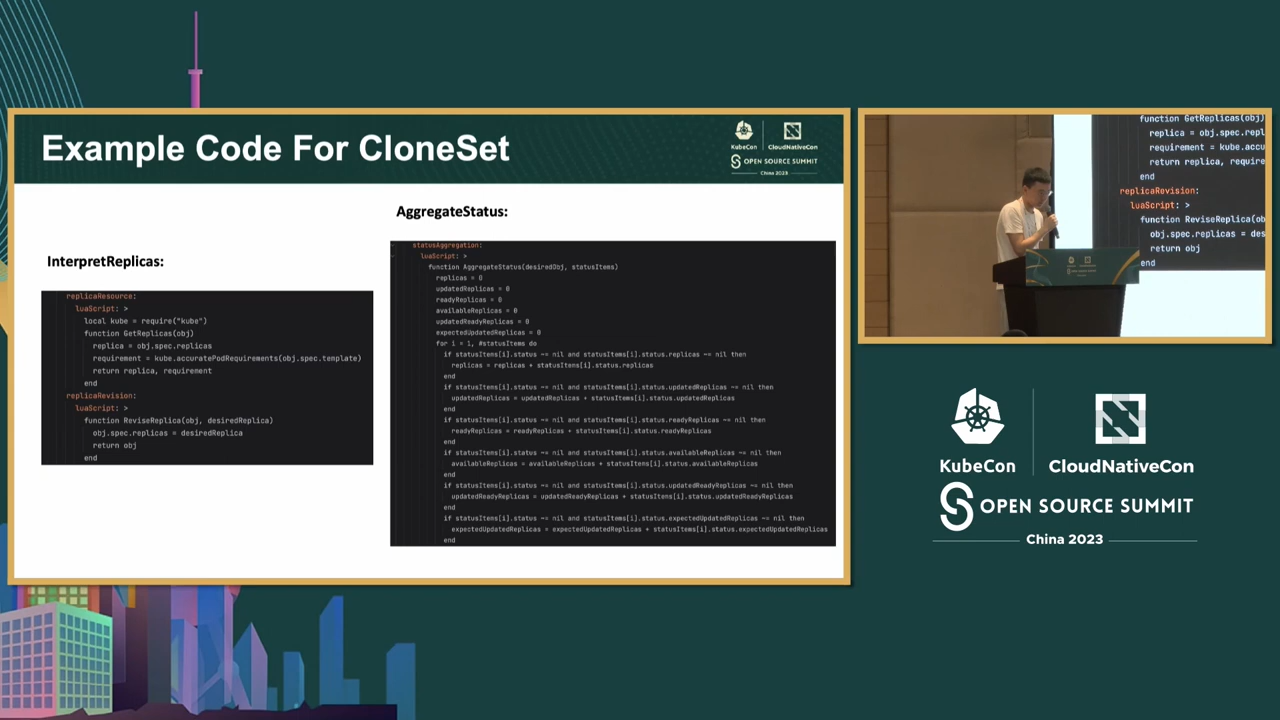 Example Code For CloneSet
KubeCon
CloudNativeCon
OPEN SOURCE SUMMIT
China 2023
InterpretReplicas:
replicaResource:
luaScript: >
local kube = require("kube")
function GetReplicas(obj)
replica = obj.spec.replicas
requirement = kube.accuratePodRequirements(obj.spec.template)
return replica, requirement
end
replicaRevision:
luaScript: >
function ReviseReplica(obj, desiredReplica)
obj.spec.replicas = desiredReplica
return obj
end
AggregateStatus:
statusAggregation:
luaScript: >
function AggregateStatus(desiredObj, statusItems)
replicas = 0
updatedReplicas = 0
readyReplicas = 0
availableReplicas = 0
updatedReadyReplicas = 0
expectedUpdatedReplicas = 0
for i = 1, #statusItems do
if statusItems[i].status ~= nil and statusItems[i].status.replicas ~= nil then
replicas = replicas + statusItems[i].status.replicas
end
if statusItems[i].status ~= nil and statusItems[i].status.updatedReplicas ~= nil then
updatedReplicas = updatedReplicas + statusItems[i].status.updatedReplicas
end
if statusItems[i].status ~= nil and statusItems[i].status.readyReplicas ~= nil then
readyReplicas = readyReplicas + statusItems[i].status.readyReplicas
end
if statusItems[i].status ~= nil and statusItems[i].status.availableReplicas ~= nil then
availableReplicas = availableReplicas + statusItems[i].status.availableReplicas
end
if statusItems[i].status ~= nil and statusItems[i].status.updatedReadyReplicas ~= nil then
updatedReadyReplicas = updatedReadyReplicas + statusItems[i].status.updatedReadyReplicas
end
if statusItems[i].status ~= nil and statusItems[i].status.expectedUpdatedReplicas ~= nil then
expectedUpdatedReplicas = expectedUpdatedReplicas + statusItems[i].status.expectedUpdatedReplicas
end
function GetReplicas(obj)
replica = obj.spec.repl
requirement = kube.accu
return replica, require
end
replicaRevision:
luaScript: >
function ReviseReplica(ob
obj.spec.replicas = des
return obj
end
KubeCon
CloudNativeCon
OPEN SOURCE SUMMIT
China 2023